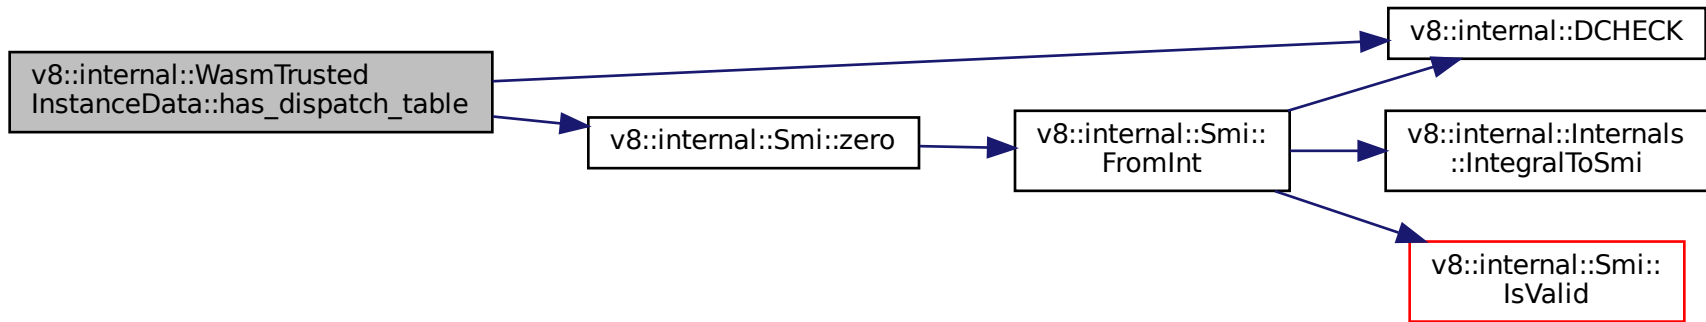 v8::internal::WasmTrusted
InstanceData::has_dispatch_table
v8::internal::Smi::zero
v8::internal::Smi::
FromInt
v8::internal::DCHECK
v8::internal::Internals
::IntegralToSmi
v8::internal::Smi::
IsValid